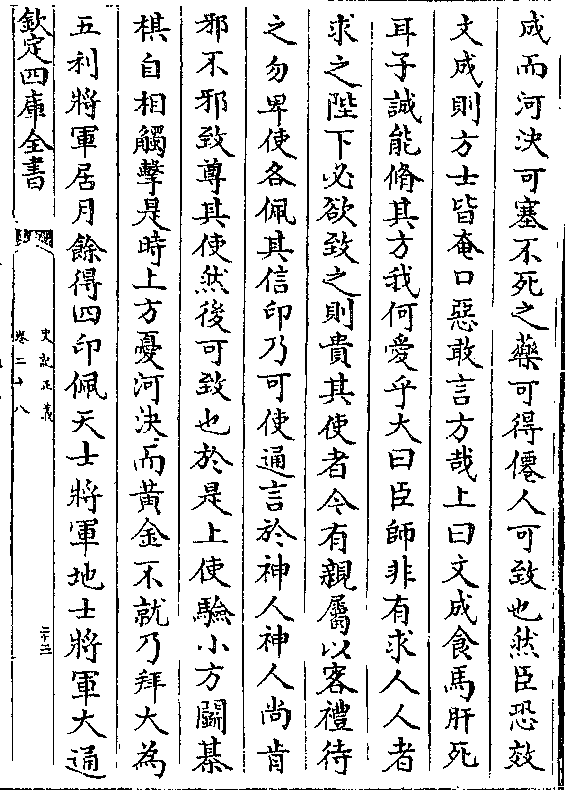 成而河決可塞不死之藥可得僊人可致也然臣恐效
文成則方士皆奄口惡敢言方哉上曰文成食馬肝死
耳子誠能脩其方我何愛乎大曰臣師非有求人人者
求之陛下必欲致之則貴其使者令有親屬以客禮待
之勿卑使各佩其信印乃可使通言於神人神人尚肯
邪不邪致尊其使然後可致也於是上使驗小方鬬棊
棋自相觸擊是時上方憂河決而黃金不就乃拜大為
五利將軍居月餘得四印佩天士將軍地士將軍大通
欽定四庫全書
史記正義
卷二十八
二十二